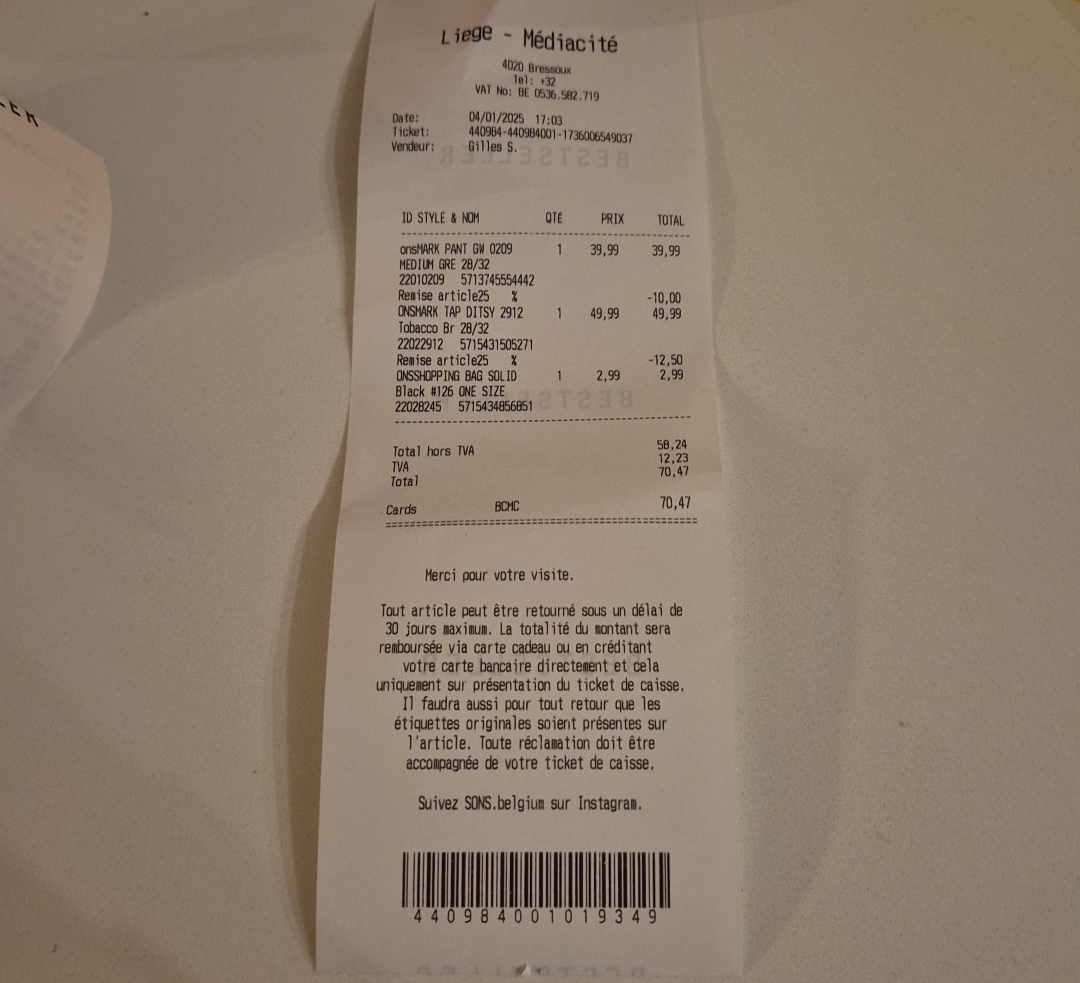 Liege - Médiacité
4020 Bressoux
Tel: +32
VAT No: BE 0536.582.719
Date: 04/01/2025 17:03
Ticket: 440984-440984001-1736006549037
Vendeur: Gilles S.
BESTSELLER
ID STYLE & NOM QTÉ PRIX TOTAL
onsMARK PANT GW 0209 1 39,99 39,99
MEDIUM GRE 28/32
22010209 5713745554442
Remise article25 % -10,00
ONSMARK TAP DITSY 2912 1 49,99 49,99
Tobacco Br 28/32
22022912 5715431505271
Remise article25 % -12,50
ONSSHOPPING BAG SOLID 1 2,99 2,99
Black #126 ONE SIZE
22028245 5715434856851
Total hors TVA 58,24
TVA 12,23
Total 70,47
Cards BCMC 70,47
Merci pour votre visite.
Tout article peut être retourné sous un délai de
30 jours maximum. La totalité du montant sera
remboursée via carte cadeau ou en créditant
votre carte bancaire directement et cela
uniquement sur présentation du ticket de caisse.
Il faudra aussi pour tout retour que les
étiquettes originales soient présentes sur
l'article. Toute réclamation doit être
accompagnée de votre ticket de caisse.
Suivez SONS.belgium sur Instagram.
440984001019349